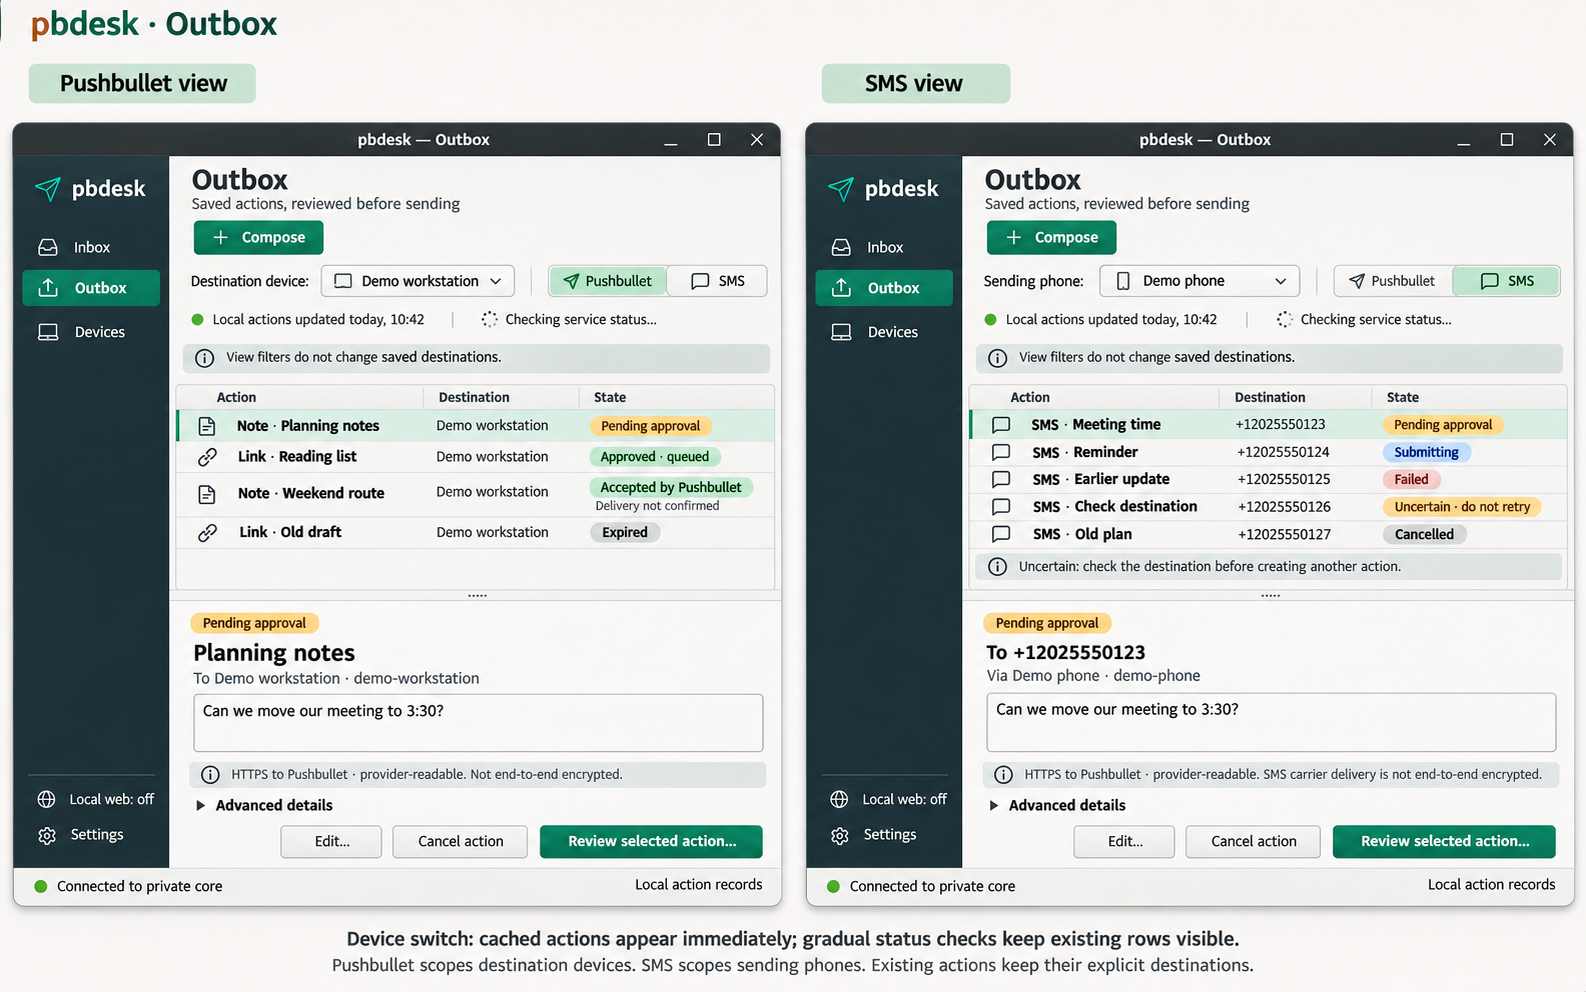 pbdesk · Outbox
Pushbullet view
pbdesk — Outbox
pbdesk
Inbox
Outbox
Devices
Local web: off
Settings
Outbox
Saved actions, reviewed before sending
+ Compose
Destination device: Demo workstation Pushbullet SMS
Local actions updated today, 10:42 Checking service status...
View filters do not change saved destinations.
Action Destination State
Note · Planning notes Demo workstation Pending approval
Link · Reading list Demo workstation Approved · queued
Note · Weekend route Demo workstation Accepted by Pushbullet
Delivery not confirmed
Link · Old draft Demo workstation Expired
Pending approval
Planning notes
To Demo workstation · demo-workstation
Can we move our meeting to 3:30?
HTTPS to Pushbullet · provider-readable. Not end-to-end encrypted.
Advanced details
Edit... Cancel action Review selected action...
Connected to private core Local action records
SMS view
pbdesk — Outbox
pbdesk
Inbox
Outbox
Devices
Local web: off
Settings
Outbox
Saved actions, reviewed before sending
+ Compose
Sending phone: Demo phone Pushbullet SMS
Local actions updated today, 10:42 Checking service status...
View filters do not change saved destinations.
Action Destination State
SMS · Meeting time +12025550123 Pending approval
SMS · Reminder +12025550124 Submitting
SMS · Earlier update +12025550125 Failed
SMS · Check destination +12025550126 Uncertain · do not retry
SMS · Old plan +12025550127 Cancelled
Uncertain: check the destination before creating another action.
Pending approval
To +12025550123
Via Demo phone · demo-phone
Can we move our meeting to 3:30?
HTTPS to Pushbullet · provider-readable. SMS carrier delivery is not end-to-end encrypted.
Advanced details
Edit... Cancel action Review selected action...
Connected to private core Local action records
Device switch: cached actions appear immediately; gradual status checks keep existing rows visible.
Pushbullet scopes destination devices. SMS scopes sending phones. Existing actions keep their explicit destinations.